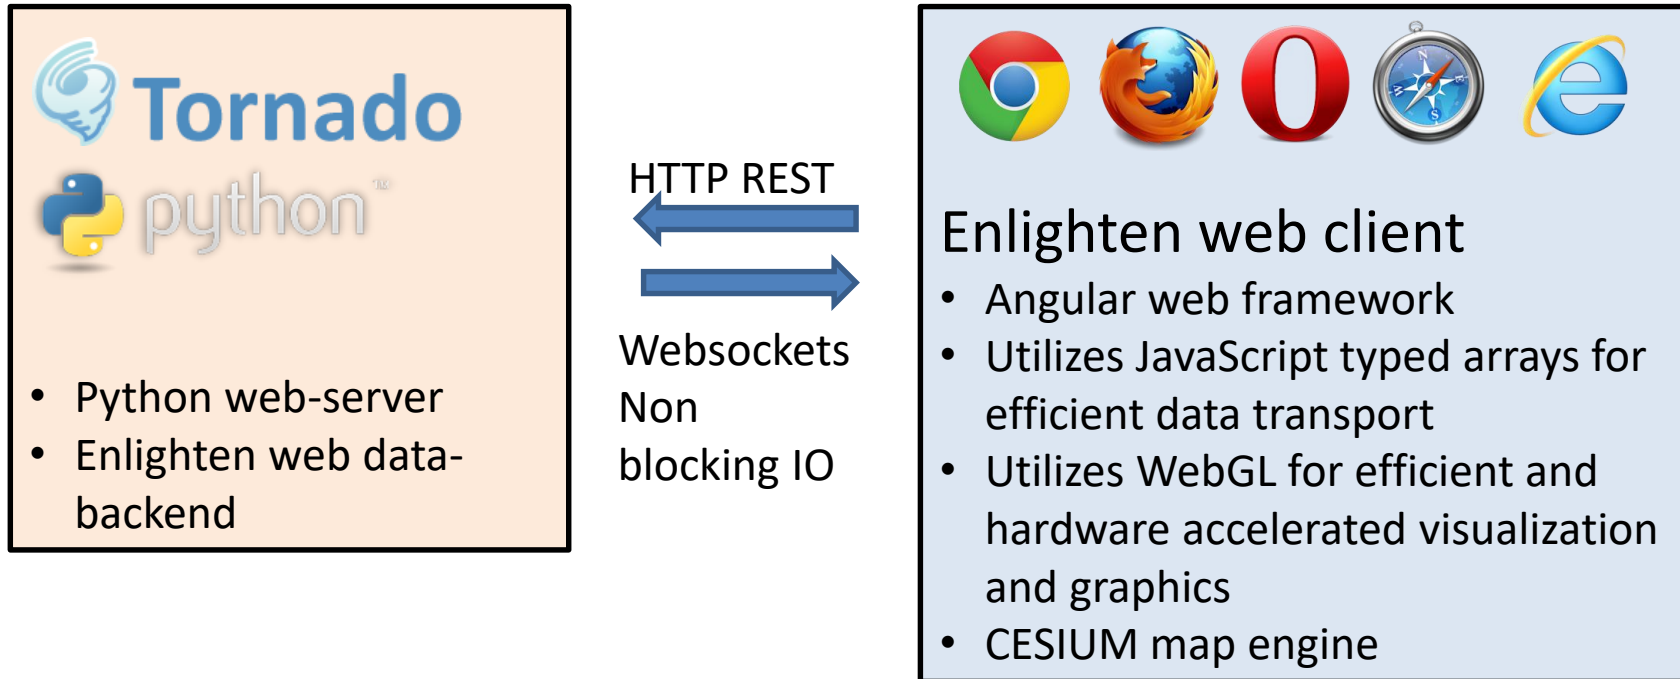 Tornado
python™
• Python web-server
• Enlighten web data-
backend
HTTP REST
Websockets
Non
blocking IO
Enlighten web client
• Angular web framework
• Utilizes JavaScript typed arrays for
efficient data transport
• Utilizes WebGL for efficient and
hardware accelerated visualization
and graphics
• CESIUM map engine